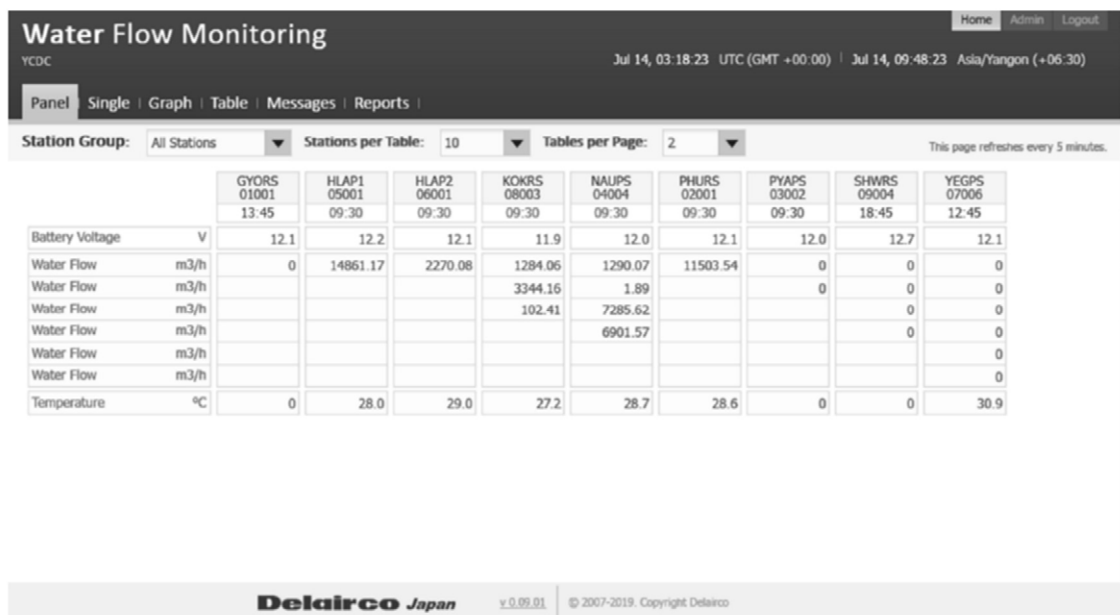 Home Admin Logout
Water Flow Monitoring
YCDC
Jul 14, 03:18:23 UTC (GMT +00:00) | Jul 14, 09:48:23 Asia/Yangon (+06:30)
Panel | Single | Graph | Table | Messages | Reports |
Station Group: All Stations Stations per Table: 10 Tables per Page: 2 This page refreshes every 5 minutes.
GYORS HLAP1 HLAP2 KOKRS NAUPS PHURS PYAPS SHWRS YEGPS
01001 05001 06001 08003 04004 02001 03002 09004 07006
13:45 09:30 09:30 09:30 09:30 09:30 09:30 18:45 12:45
Battery Voltage V 12.1 12.2 12.1 11.9 12.0 12.1 12.0 12.7 12.1
Water Flow m3/h 0 14861.17 2270.08 1284.06 1290.07 11503.54 0 0 0
Water Flow m3/h 3344.16 1.89 0 0 0
Water Flow m3/h 102.41 7285.62 0 0
Water Flow m3/h 6901.57 0 0
Water Flow m3/h 0
Water Flow m3/h 0
Temperature ºC 0 28.0 29.0 27.2 28.7 28.6 0 0 30.9
Delairco Japan v 0.09.01 © 2007-2019. Copyright Delairco